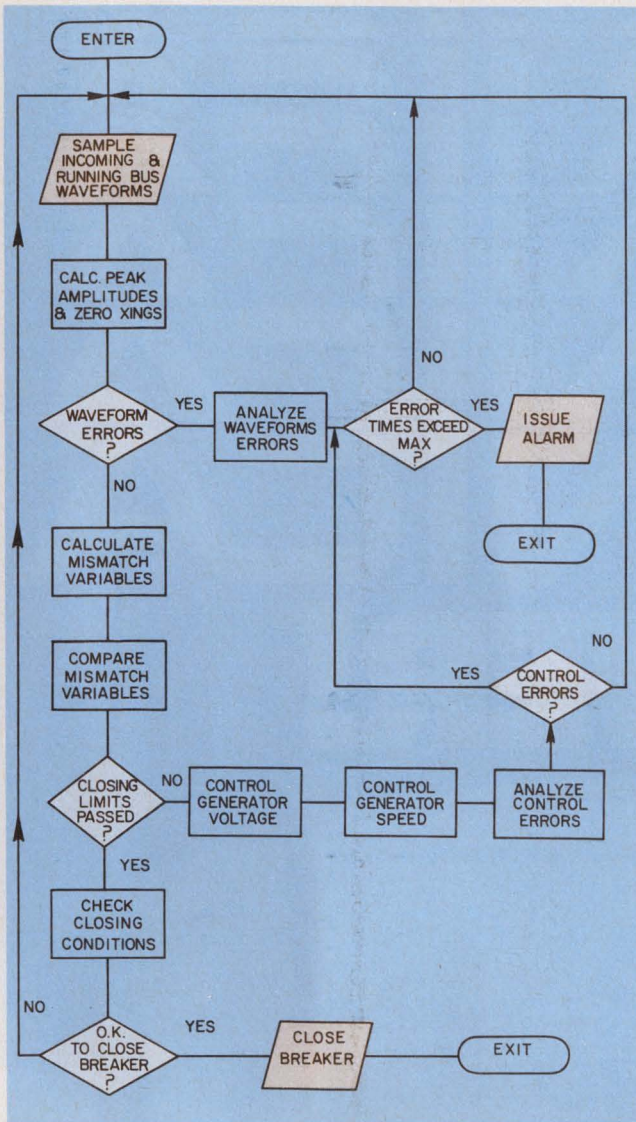 ENTER
SAMPLE
INCOMING &
RUNNING BUS
WAVEFORMS
CALC. PEAK
AMPLITUDES
& ZERO XINGS
WAVEFORM
ERRORS
?
YES
ANALYZE
WAVEFORMS
ERRORS
NO
ERROR
TIMES EXCEED
MAX
?
YES
ISSUE
ALARM
EXIT
NO
CALCULATE
MISMATCH
VARIABLES
COMPARE
MISMATCH
VARIABLES
YES
CONTROL
ERRORS
?
NO
CLOSING
LIMITS
PASSED
?
NO
CONTROL
GENERATOR
VOLTAGE
CONTROL
GENERATOR
SPEED
ANALYZE
CONTROL
ERRORS
YES
CHECK
CLOSING
CONDITIONS
NO
O.K.
TO CLOSE
BREAKER
?
YES
CLOSE
BREAKER
EXIT